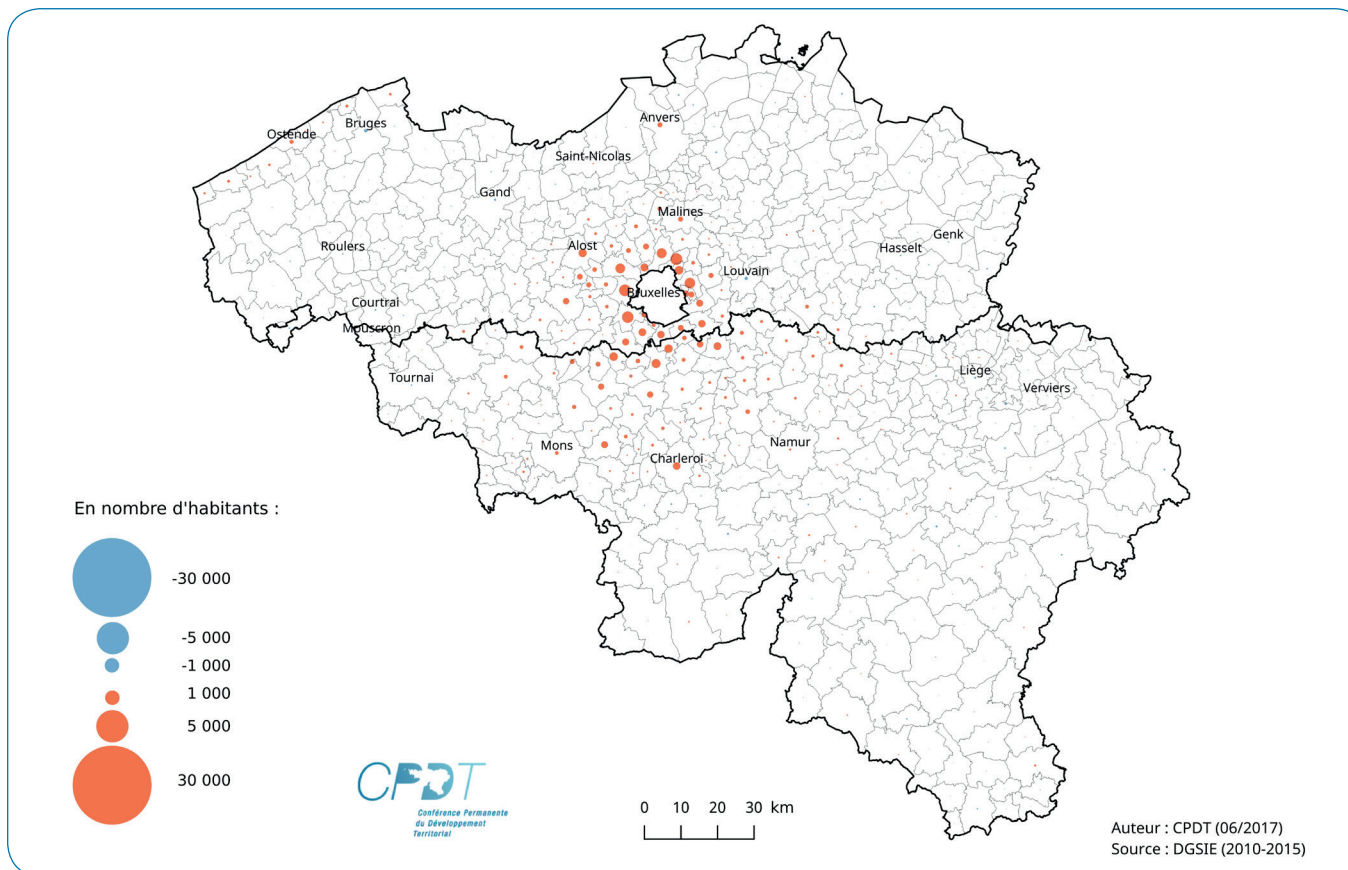 Anvers
Bruges
Ostende
Saint-Nicolas
Gand
Malines
Genk
Roulers
Alost
Hasselt
Louvain
Bruxelles
Courtrai
Mouscron
Liège
Tournai
Verviers
Mons
Namur
Charleroi
En nombre d'habitants :
-30 000
-5 000
-1 000
1 000
5 000
30 000
CPDT
Conférence Permanente
du Développement
Territorial
0 10 20 30 km
Auteur : CPDT (06/2017)
Source : DGSIE (2010-2015)